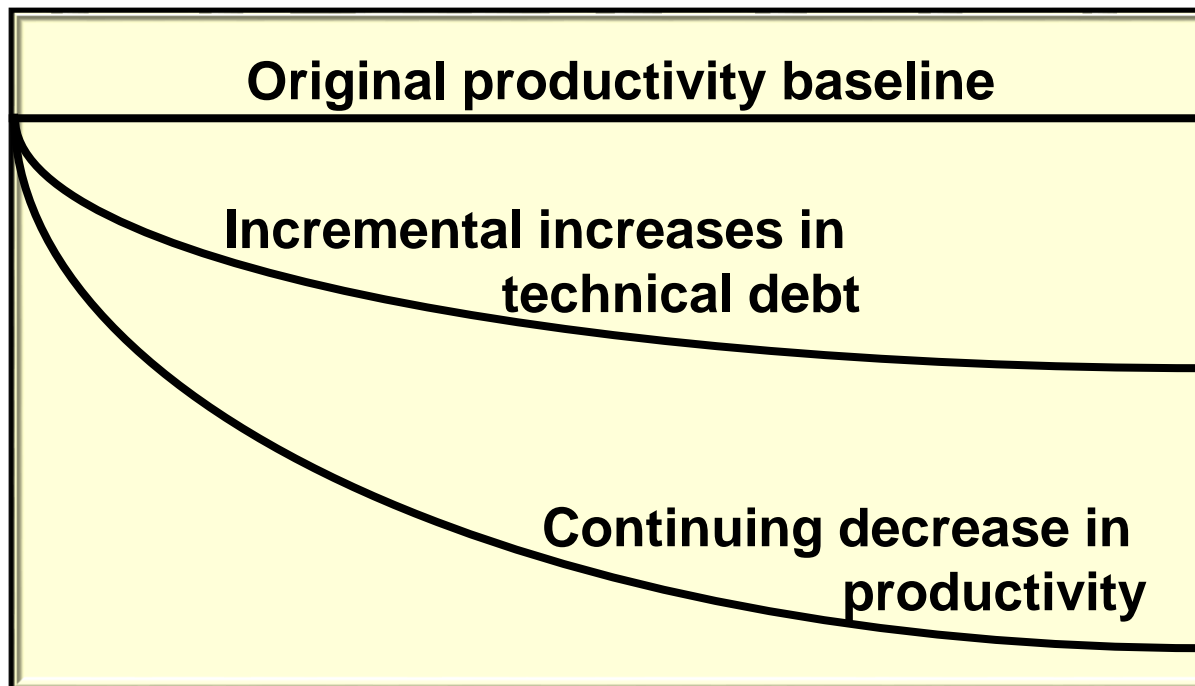 Original productivity baseline
Incremental increases in
technical debt
Continuing decrease in
productivity